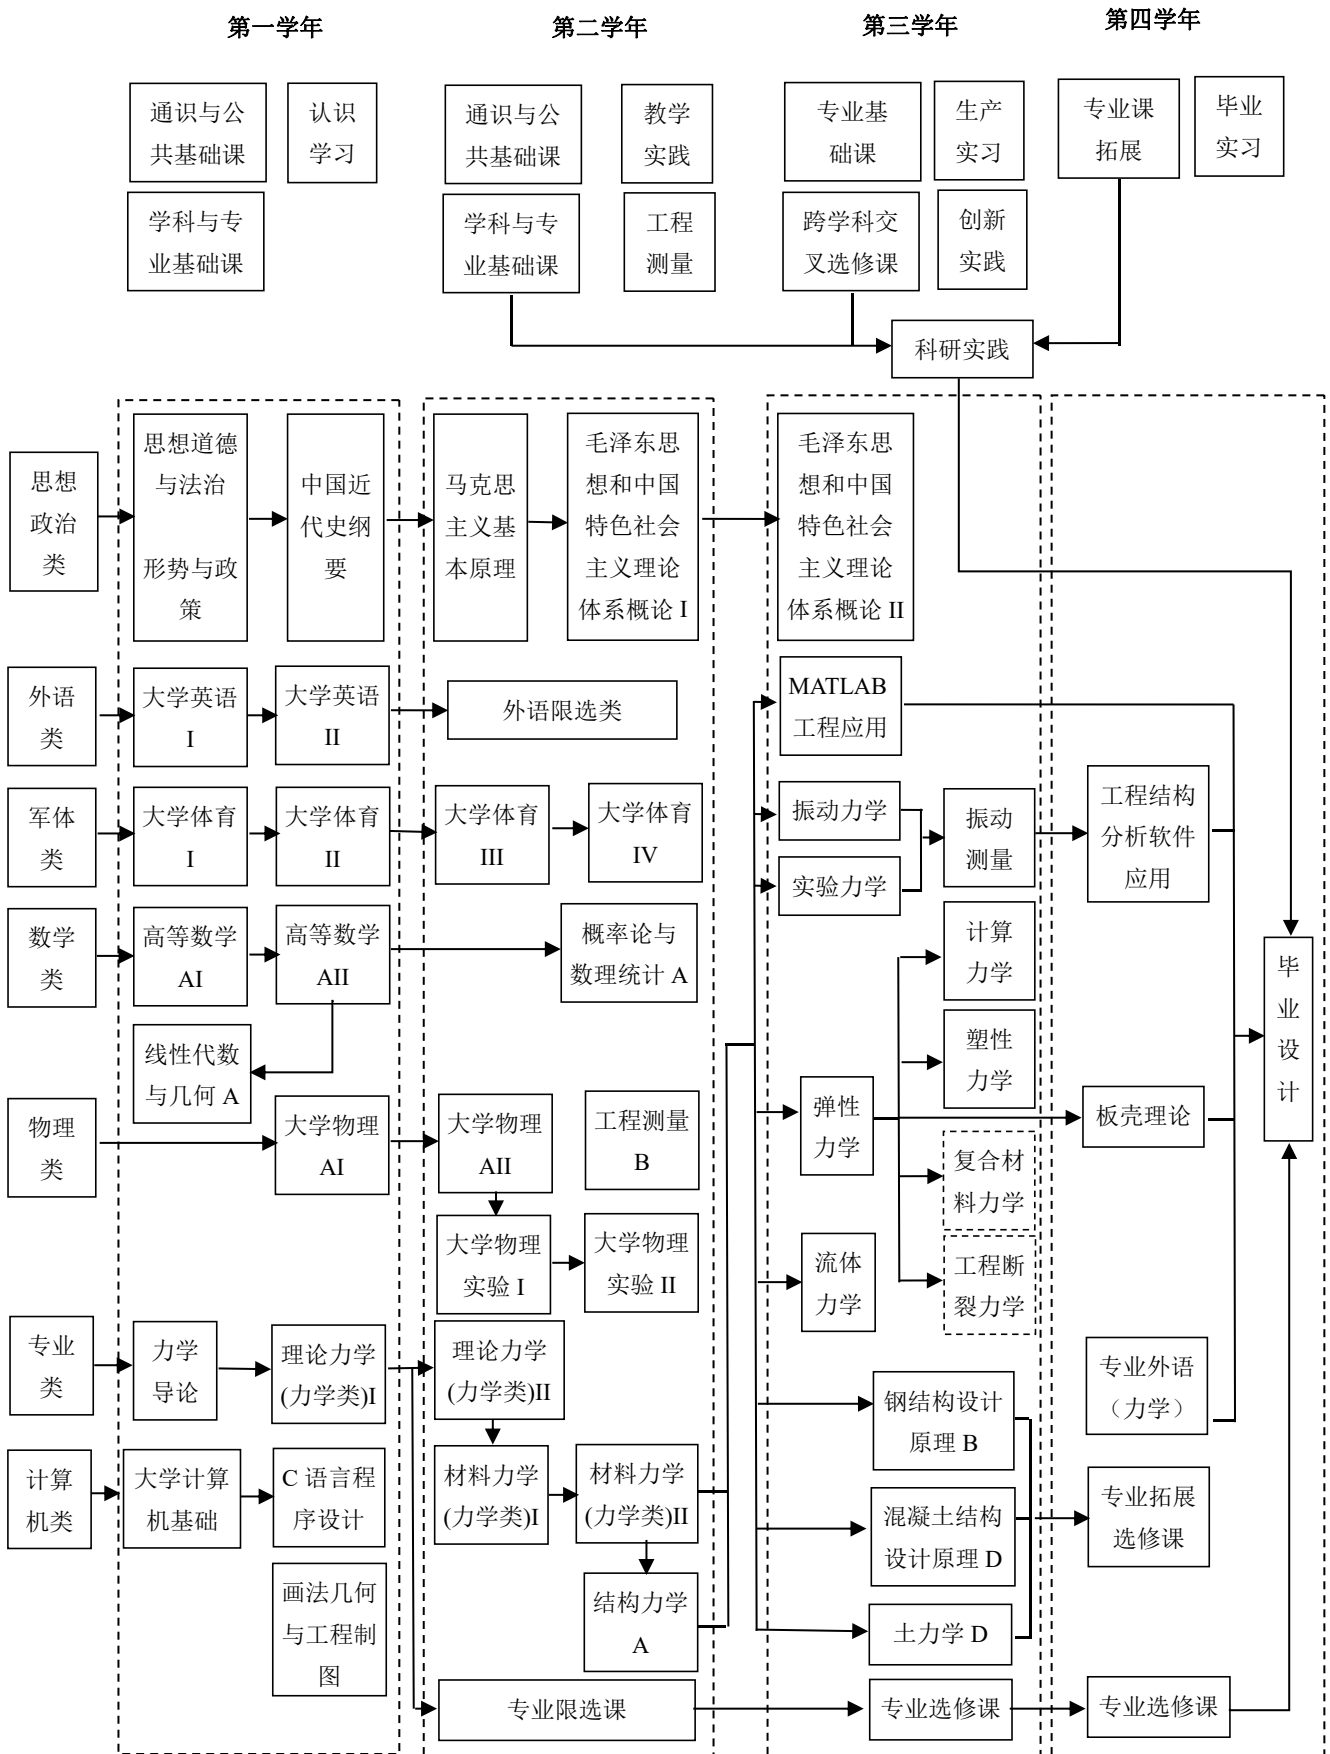 第一学年
第二学年
第三学年
第四学年
通识与公
共基础课
认识
学习
通识与公
共基础课
教学
实践
专业基
础课
生产
实习
专业课
拓展
毕业
实习
学科与专
业基础课
学科与专
业基础课
工程
测量
跨学科交
叉选修课
创新
实践
科研实践
思想
政治
类
思想道德
与法治
形势与政
策
中国近
代史纲
要
马克思
主义基
本原理
毛泽东思
想和中国
特色社会
主义理论
体系概论 I
毛泽东思
想和中国
特色社会
主义理论
体系概论 II
外语
类
大学英语
I
大学英语
II
外语限选类
MATLAB
工程应用
军体
类
大学体育
I
大学体育
II
大学体育
III
大学体育
IV
振动力学
实验力学
振动
测量
工程结构
分析软件
应用
数学
类
高等数学
AI
高等数学
AII
概率论与
数理统计 A
计算
力学
线性代数
与几何 A
塑性
力学
毕
业
设
计
物理
类
大学物理
AI
大学物理
AII
工程测量
B
弹性
力学
板壳理论
复合材
料力学
大学物理
实验 I
大学物理
实验 II
流体
力学
工程断
裂力学
专业
类
力学
导论
理论力学
(力学类)I
理论力学
(力学类)II
钢结构设计
原理 B
专业外语
（力学）
计算
机类
大学计算
机基础
C 语言程
序设计
材料力学
(力学类)I
材料力学
(力学类)II
混凝土结构
设计原理 D
专业拓展
选修课
画法几何
与工程制
图
结构力学
A
土力学 D
专业限选课
专业选修课
专业选修课